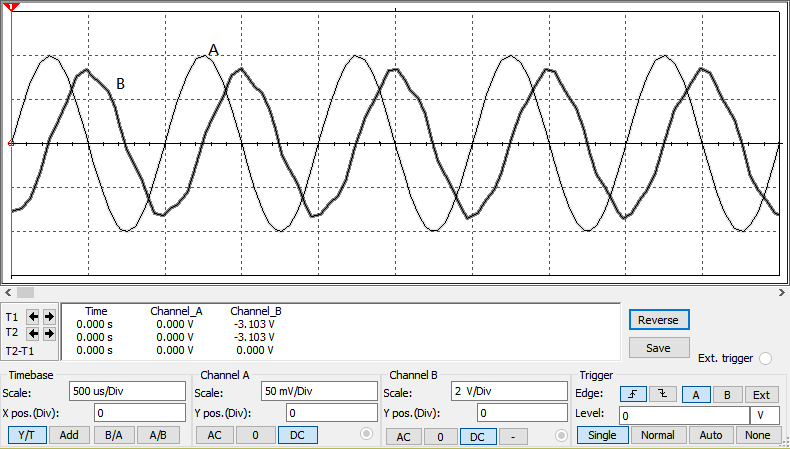 T
A
B
T1
T2
T2-T1
Time Channel_A Channel_B
0.000 s 0.000 V -3.103 V
0.000 s 0.000 V -3.103 V
0.000 s 0.000 V 0.000 V
Reverse
Save
Ext. trigger
Timebase
Scale: 500 us/Div
X pos.(Div): 0
Y/T Add B/A A/B
Channel A
Scale: 50 mV/Div
Y pos.(Div): 0
AC 0 DC
Channel B
Scale: 2 V/Div
Y pos.(Div): 0
AC 0 DC -
Trigger
Edge: A B Ext
Level: 0 V
Single Normal Auto None